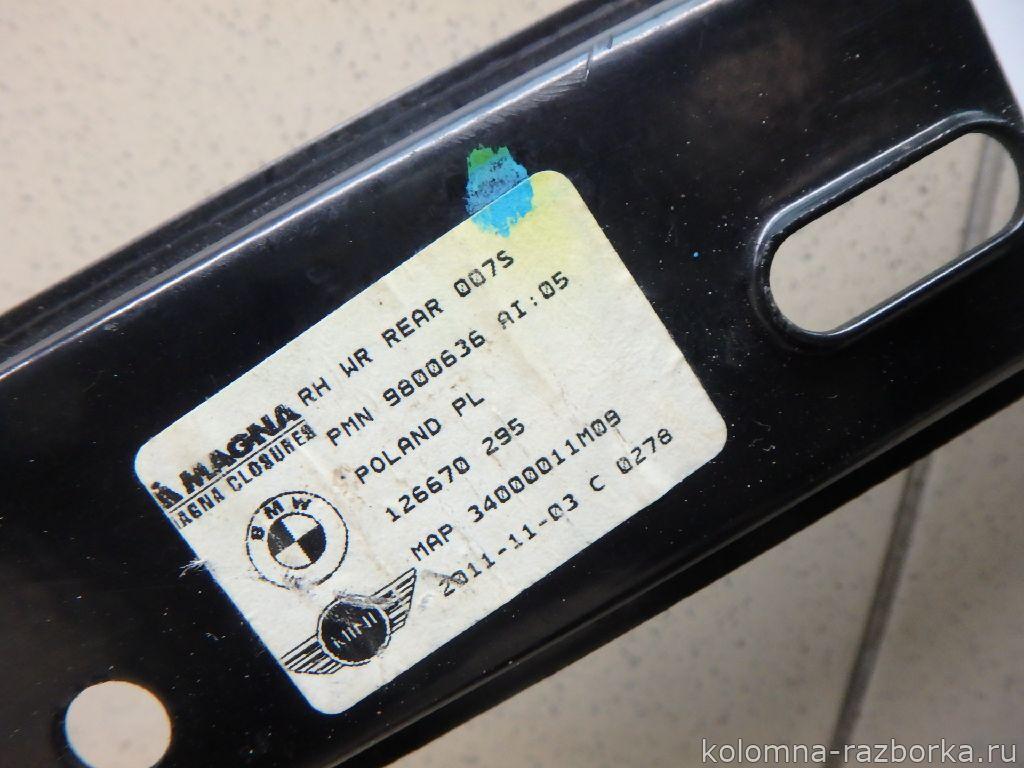 MAGNA
MAGNA CLOSURES
RH WR REAR 007S
PMN 9800636 AI:05
POLAND PL
126670 295
MAP 34000011M09
2011-11-03 C 0278
BMW
MINI
kolomna-razborka.ru